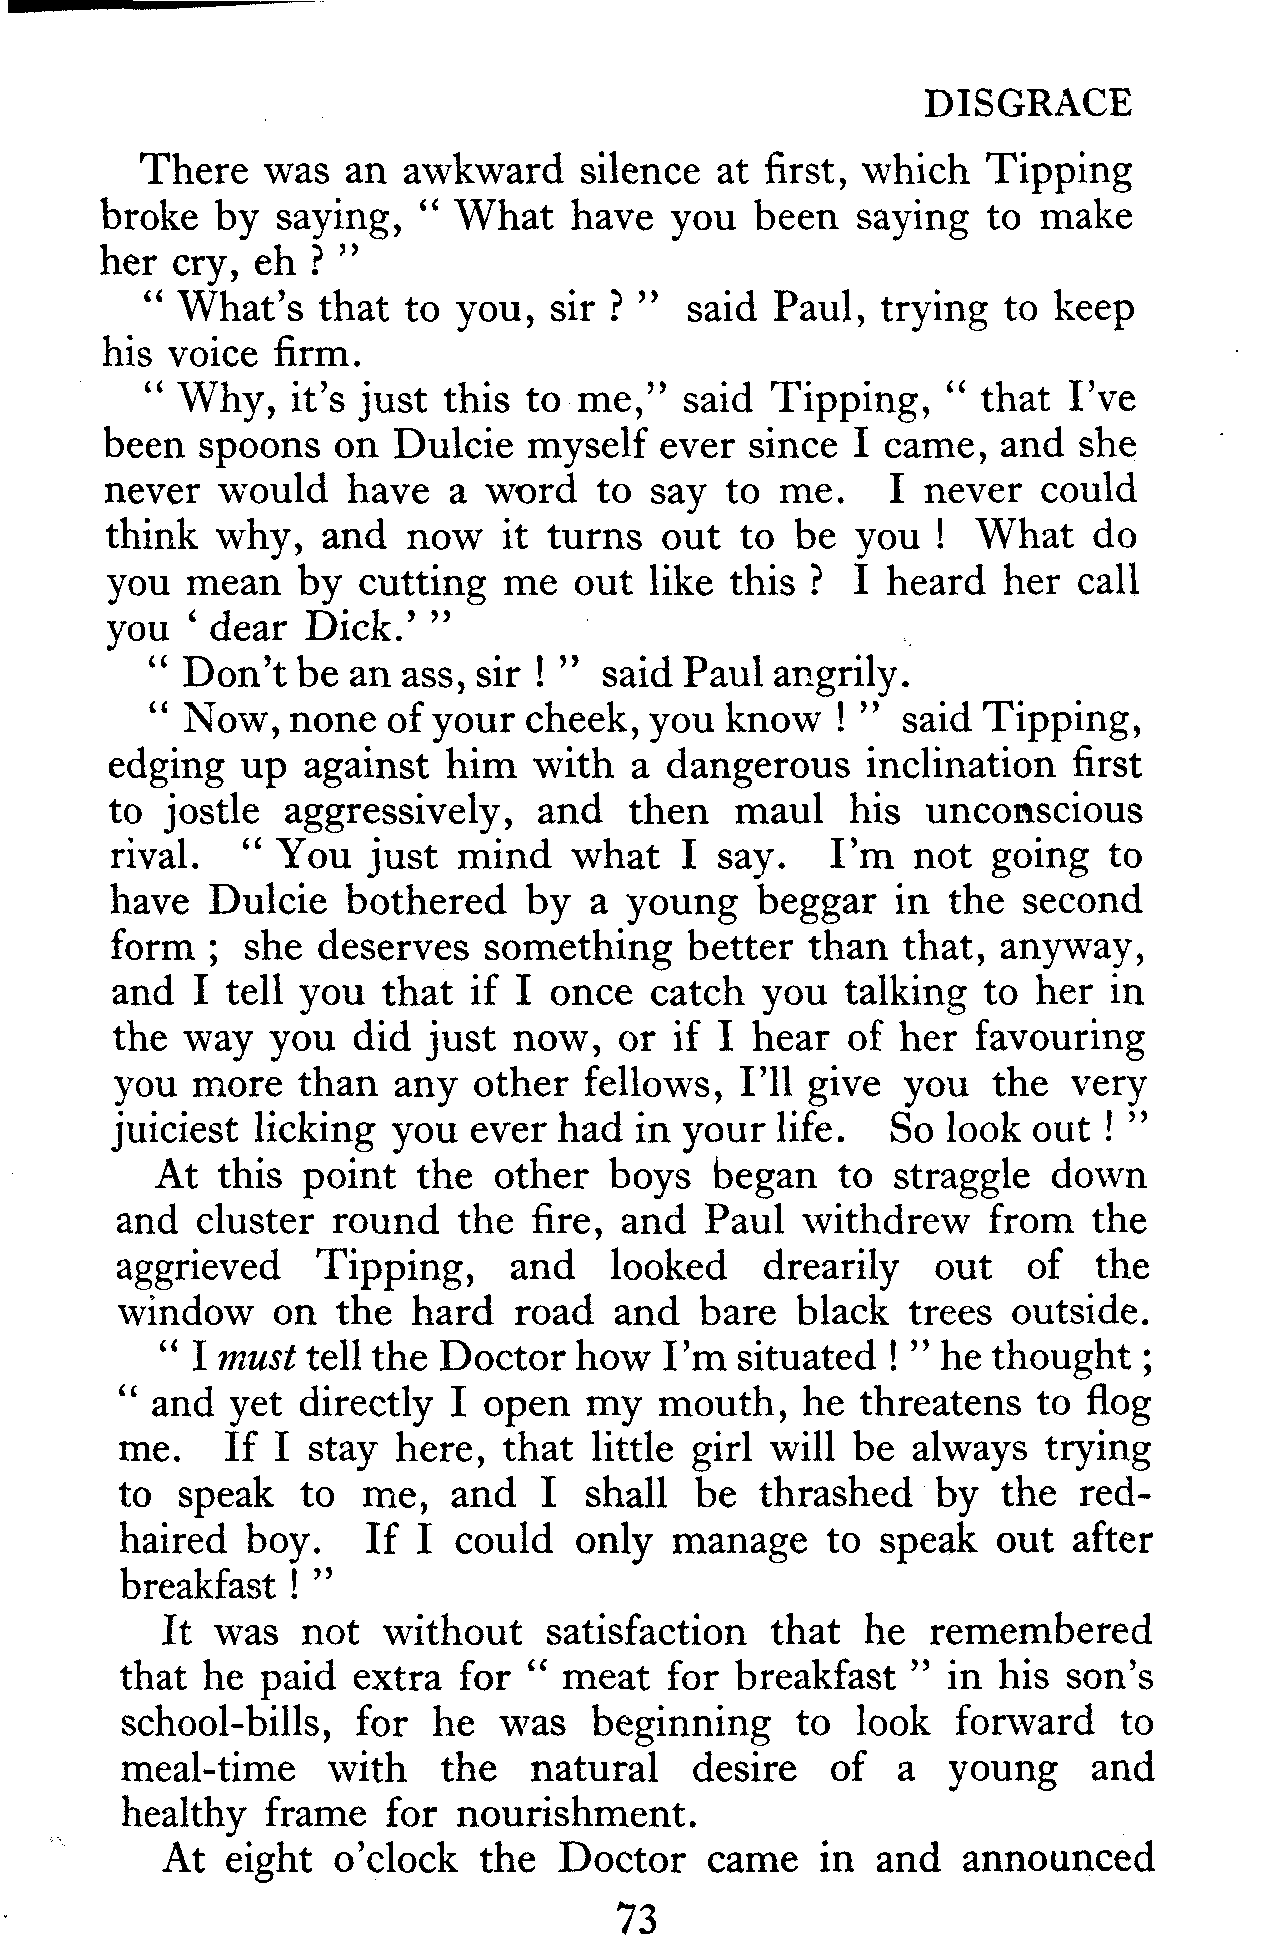 DISGRACE
There was an awkward silence at first, which Tipping
broke by saying, “ What have you been saying to make
her cry, eh ? ”
“ What's that to you, sir ? ” said Paul, trying to keep
his voice firm.
“ Why, it's just this to me,” said Tipping, “ that I've
been spoons on Dulcie myself ever since I came, and she
never would have a word to say to me. I never could
think why, and now it turns out to be you ! What do
you mean by cutting me out like this ? I heard her call
you ‘ dear Dick.’ ”
“ Don't be an ass, sir ! ” said Paul angrily.
“ Now, none of your cheek, you know ! ” said Tipping,
edging up against him with a dangerous inclination first
to jostle aggressively, and then maul his unconscious
rival. “ You just mind what I say. I'm not going to
have Dulcie bothered by a young beggar in the second
form ; she deserves something better than that, anyway,
and I tell you that if I once catch you talking to her in
the way you did just now, or if I hear of her favouring
you more than any other fellows, I'll give you the very
juiciest licking you ever had in your life. So look out ! ”
At this point the other boys began to straggle down
and cluster round the fire, and Paul withdrew from the
aggrieved Tipping, and looked drearily out of the
window on the hard road and bare black trees outside.
“ I must tell the Doctor how I'm situated ! ” he thought ;
“ and yet directly I open my mouth, he threatens to flog
me. If I stay here, that little girl will be always trying
to speak to me, and I shall be thrashed by the red-
haired boy. If I could only manage to speak out after
breakfast ! ”
It was not without satisfaction that he remembered
that he paid extra for “ meat for breakfast ” in his son's
school-bills, for he was beginning to look forward to
meal-time with the natural desire of a young and
healthy frame for nourishment.
At eight o'clock the Doctor came in and announced
73